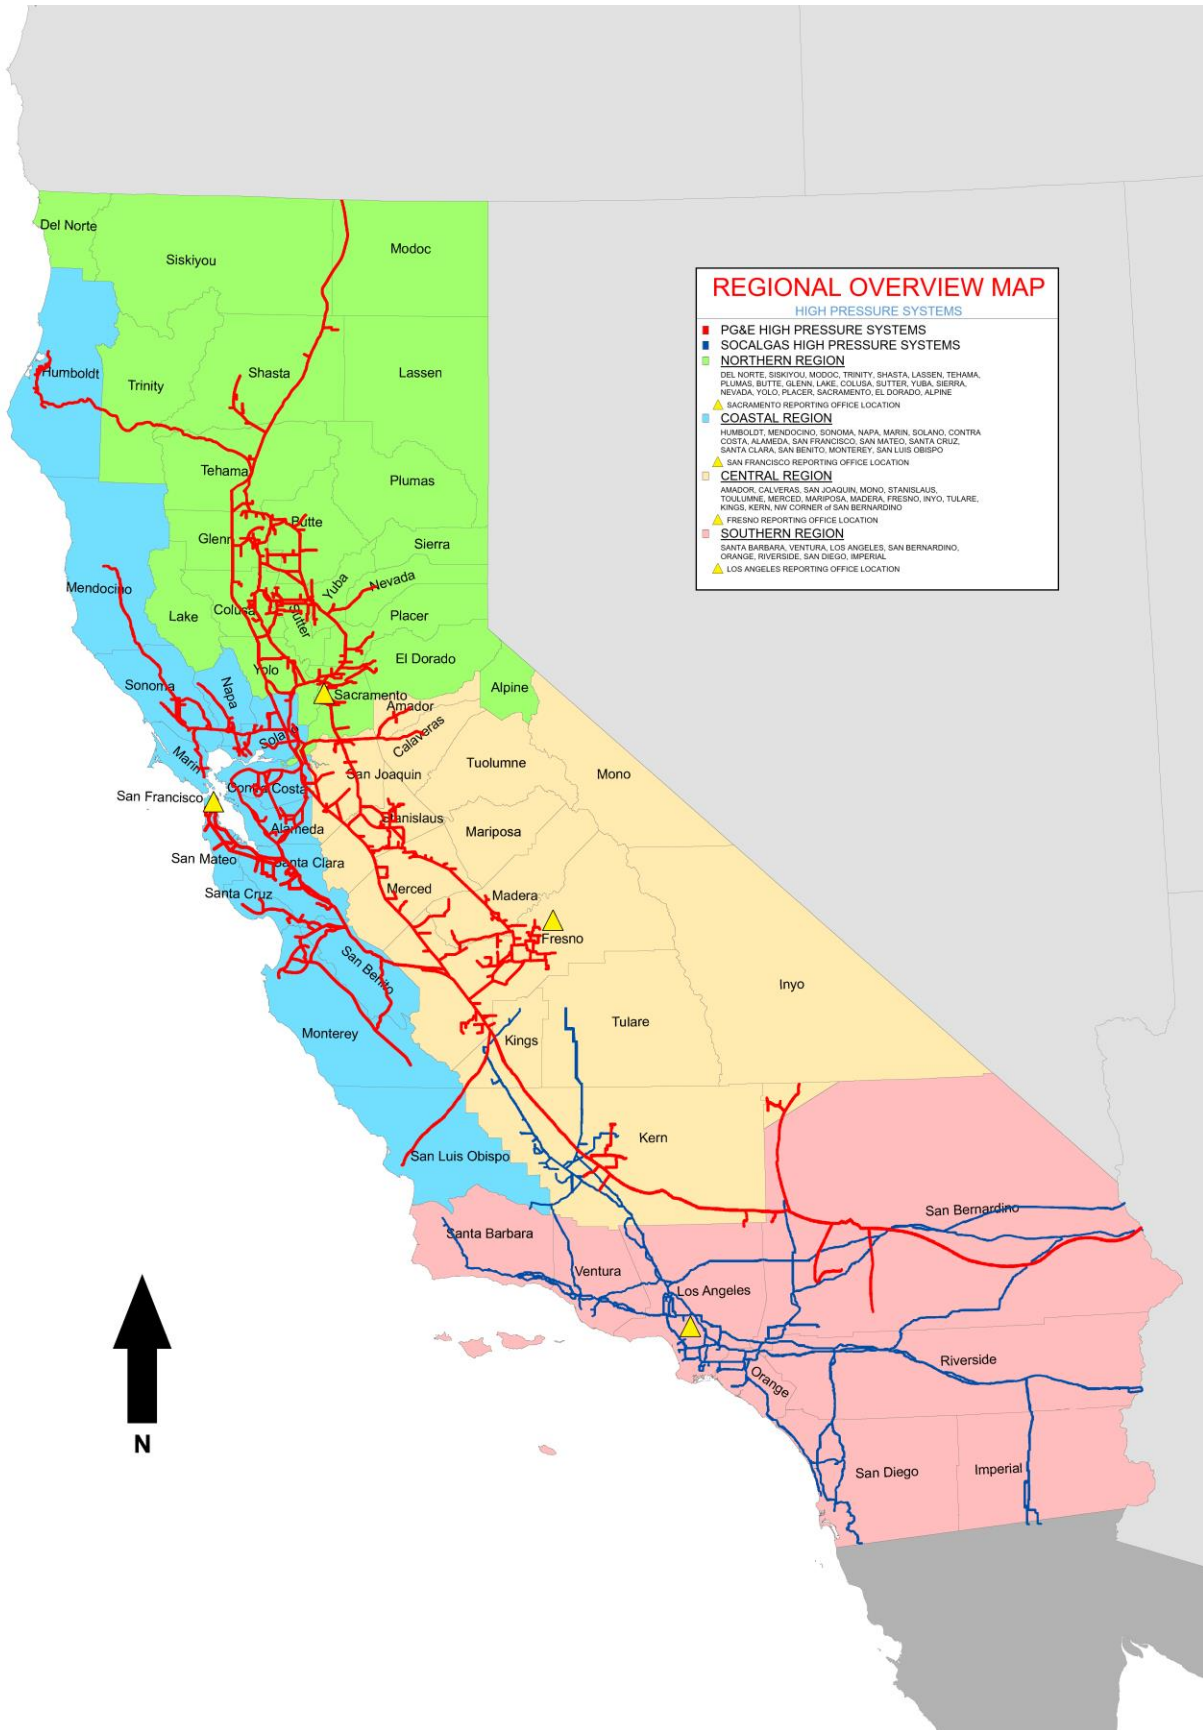 REGIONAL OVERVIEW MAP
HIGH PRESSURE SYSTEMS
PG&E HIGH PRESSURE SYSTEMS
SOCALGAS HIGH PRESSURE SYSTEMS
NORTHERN REGION
DEL NORTE, SISKIYOU, MODOC, TRINITY, SHASTA, LASSEN, TEHAMA,
PLUMAS, BUTTE, GLENN, LAKE, COLUSA, SUTTER, YUBA, SIERRA,
NEVADA, YOLO, PLACER, SACRAMENTO, EL DORADO, ALPINE
SACRAMENTO REPORTING OFFICE LOCATION
COASTAL REGION
HUMBOLDT, MENDOCINO, SONOMA, NAPA, MARIN, SOLANO, CONTRA
COSTA, ALAMEDA, SAN FRANCISCO, SAN MATEO, SANTA CRUZ,
SANTA CLARA, SAN BENITO, MONTEREY, SAN LUIS OBISPO
SAN FRANCISCO REPORTING OFFICE LOCATION
CENTRAL REGION
AMADOR, CALVERAS, SAN JOAQUIN, MONO, STANISLAUS,
TOULUMNE, MERCED, MARIPOSA, MADERA, FRESNO, INYO, TULARE,
KINGS, KERN, NW CORNER of SAN BERNARDINO
FRESNO REPORTING OFFICE LOCATION
SOUTHERN REGION
SANTA BARBARA, VENTURA, LOS ANGELES, SAN BERNARDINO,
ORANGE, RIVERSIDE, SAN DIEGO, IMPERIAL
LOS ANGELES REPORTING OFFICE LOCATION
Del Norte
Siskiyou
Modoc
Humboldt
Trinity
Shasta
Lassen
Tehama
Plumas
Butte
Glenn
Sierra
Mendocino
Lake
Colusa
Sutter
Yuba
Nevada
Placer
Yolo
El Dorado
Sonoma
Napa
Sacramento
Alpine
Amador
Solano
Calaveras
Marin
San Joaquin
Tuolumne
Mono
San Francisco
Contra Costa
Alameda
Stanislaus
Mariposa
San Mateo
Santa Clara
Santa Cruz
Merced
Madera
Fresno
San Benito
Inyo
Monterey
Kings
Tulare
San Luis Obispo
Kern
Santa Barbara
San Bernardino
Ventura
Los Angeles
Orange
Riverside
San Diego
Imperial
N